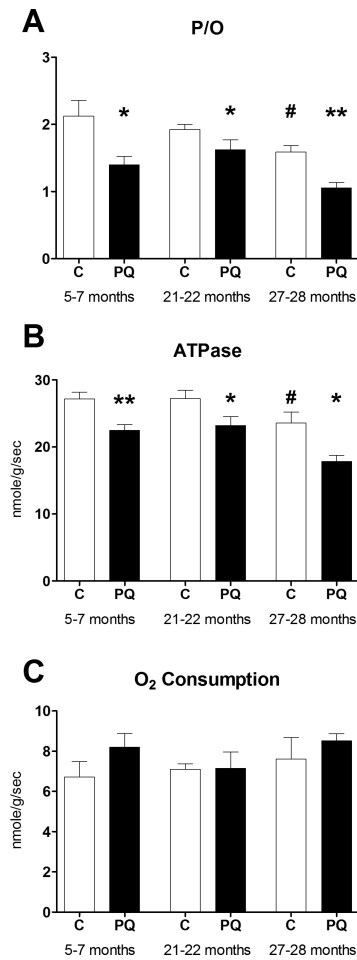 A
P/O
3
* * # **
2
1
0
C PQ C PQ C PQ
5-7 months 21-22 months 27-28 months
B
ATPase
30
** * # *
20
nmole/g/sec
10
0
C PQ C PQ C PQ
5-7 months 21-22 months 27-28 months
C
O₂ Consumption
10
8
6
nmole/g/sec
4
2
0
C PQ C PQ C PQ
5-7 months 21-22 months 27-28 months